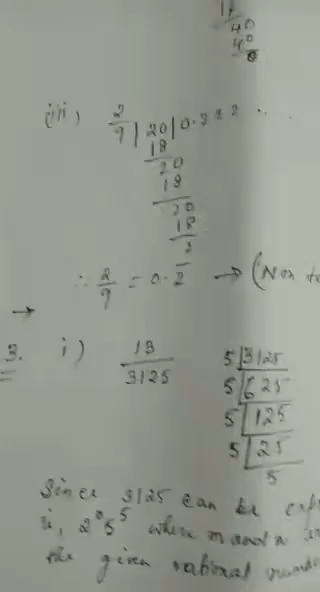 40
40
0
(iii) 2/9 | 20 | 0.222 ....
18
20
18
20
18
2
∴ 2/9 = 0.2̅ → (Non
→
3. i) 13/3125
5 | 3125
5 | 625
5 | 125
5 | 25
5
Since 3125 can be
2⁰5⁵ where m and n
the given rational